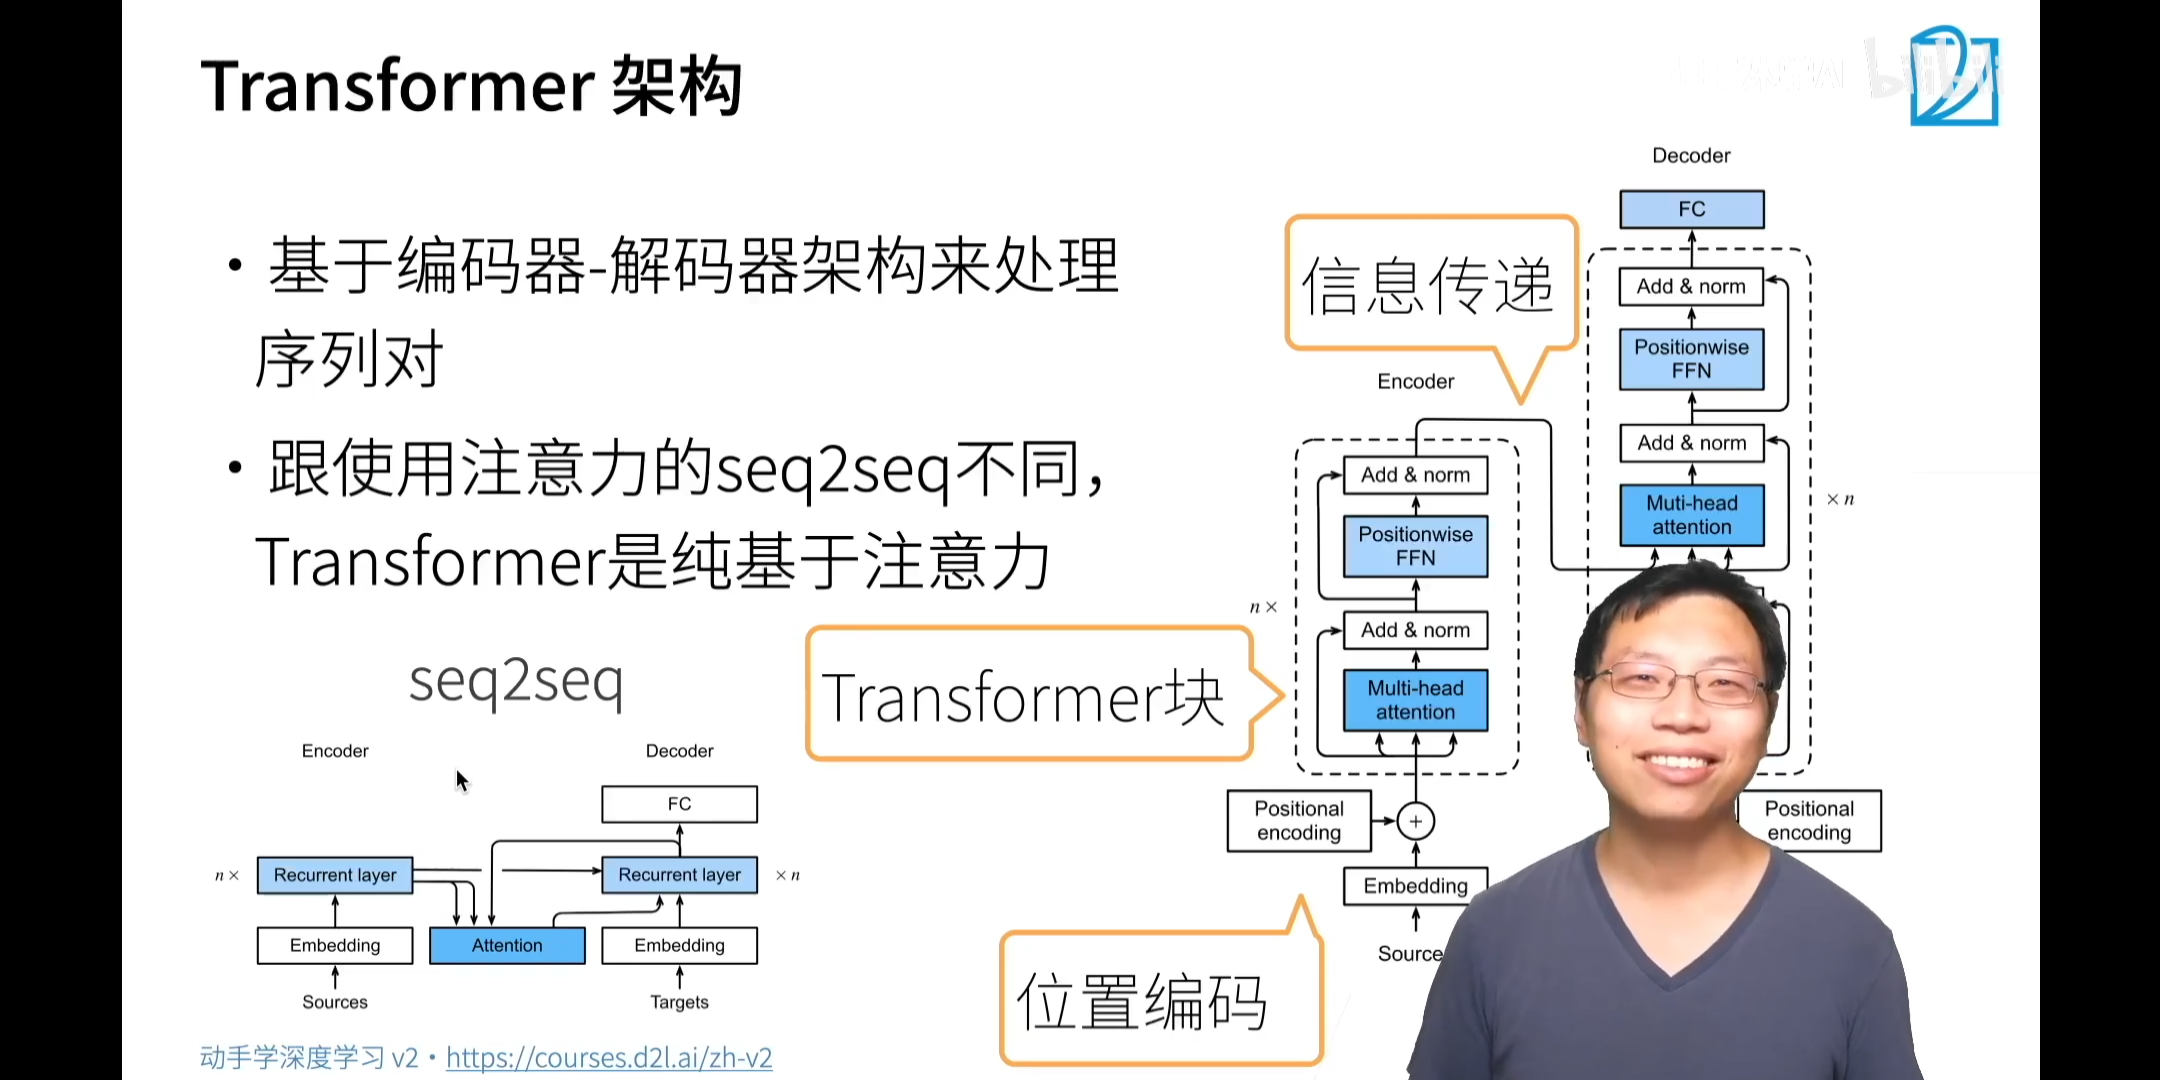 Transformer 架构
bilibili
• 基于编码器-解码器架构来处理
序列对
• 跟使用注意力的seq2seq不同，
Transformer是纯基于注意力
seq2seq
Encoder
Decoder
FC
n ×
Recurrent layer
Recurrent layer
× n
Embedding
Attention
Embedding
Sources
Targets
信息传递
Transformer块
位置编码
Encoder
Add & norm
Positionwise
FFN
n ×
Add & norm
Multi-head
attention
Positional
encoding
+
Embedding
Source
Decoder
FC
Add & norm
Positionwise
FFN
Add & norm
× n
Muti-head
attention
Positional
encoding
动手学深度学习 v2 • https://courses.d2l.ai/zh-v2